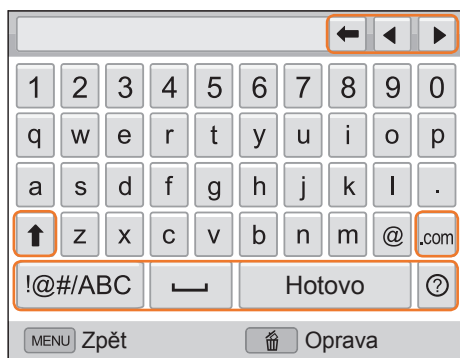 1 2 3 4 5 6 7 8 9 0
q w e r t y u i o p
a s d f g h j k l .
z x c v b n m @ .com
!@#/ABC Hotovo ?
MENU Zpět Oprava